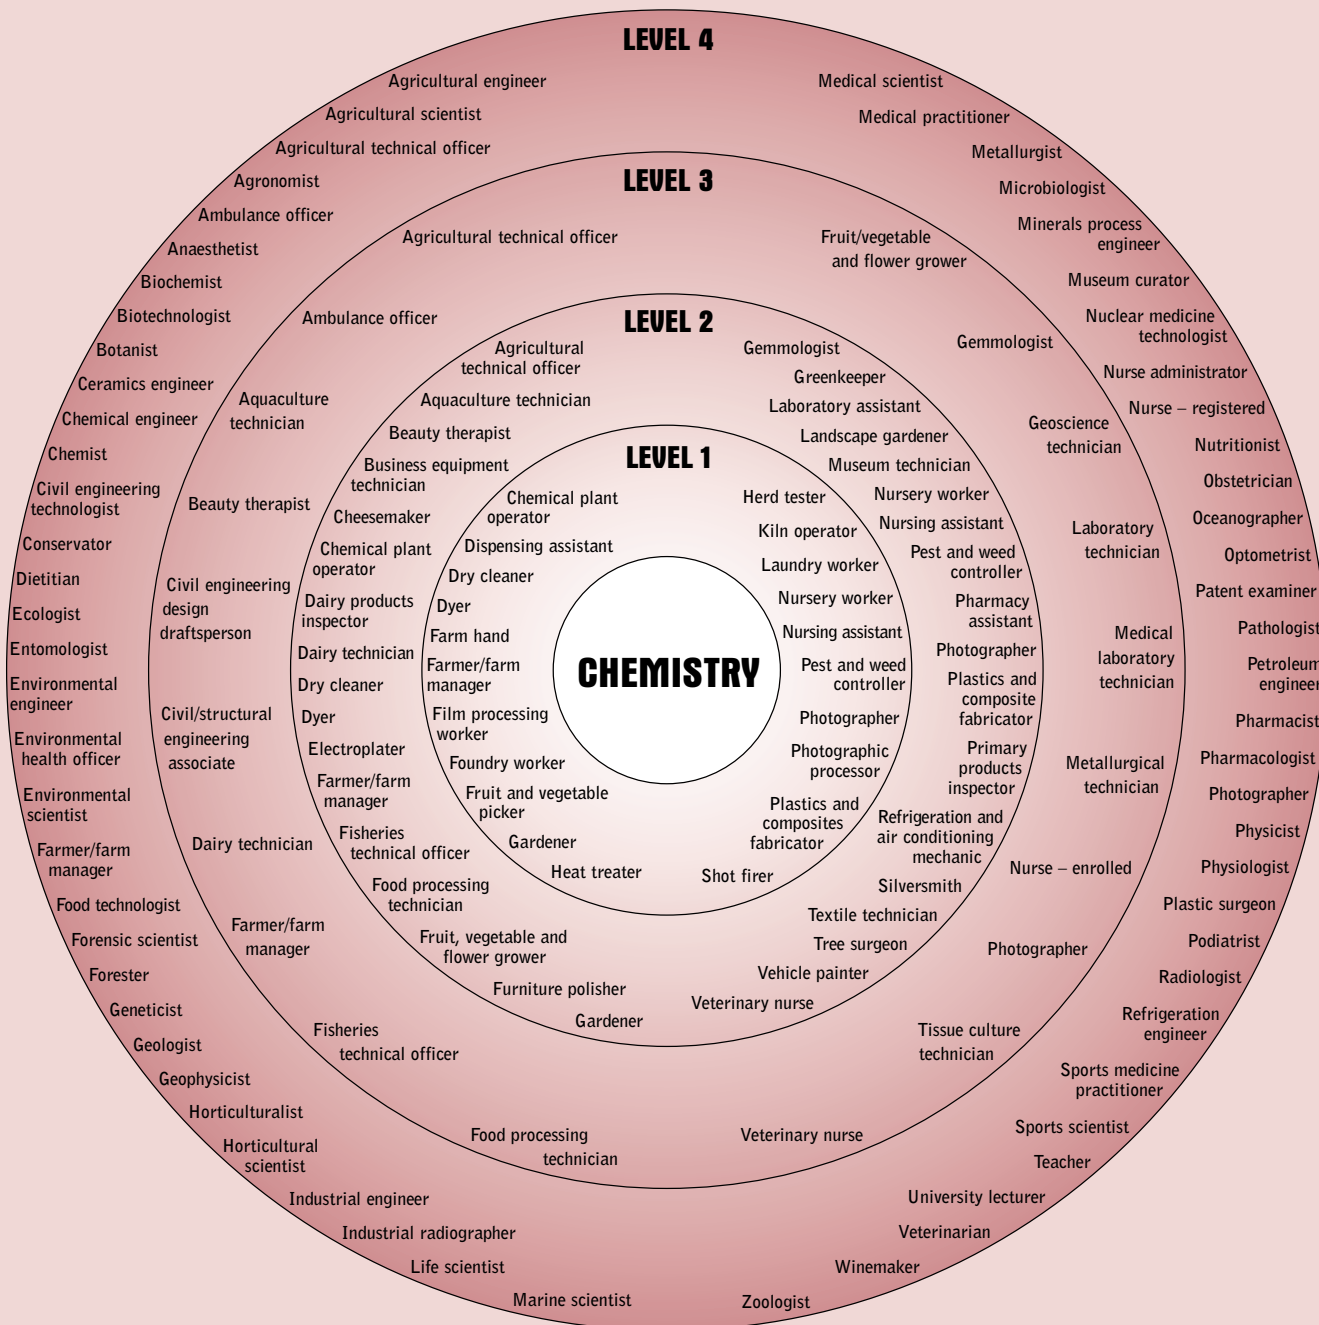 LEVEL 4
Agricultural engineer
Agricultural scientist
Agricultural technical officer
Agronomist
Ambulance officer
Anaesthetist
Biochemist
Biotechnologist
Botanist
Ceramics engineer
Chemical engineer
Chemist
Civil engineering
technologist
Conservator
Dietitian
Ecologist
Entomologist
Environmental
engineer
Environmental
health officer
Environmental
scientist
Farmer/farm
manager
Food technologist
Forensic scientist
Forester
Geneticist
Geologist
Geophysicist
Horticulturalist
Horticultural
scientist
Industrial engineer
Industrial radiographer
Life scientist
Marine scientist
Medical scientist
Medical practitioner
Metallurgist
Microbiologist
Minerals process
engineer
Museum curator
Nuclear medicine
technologist
Nurse administrator
Nurse – registered
Nutritionist
Obstetrician
Oceanographer
Optometrist
Patent examiner
Pathologist
Petroleum
engineer
Pharmacist
Pharmacologist
Photographer
Physicist
Physiologist
Plastic surgeon
Podiatrist
Radiologist
Refrigeration
engineer
Sports medicine
practitioner
Sports scientist
Teacher
University lecturer
Veterinarian
Winemaker
Zoologist
LEVEL 3
Agricultural technical officer
Ambulance officer
Aquaculture
technician
Beauty therapist
Civil engineering
design
draftsperson
Civil/structural
engineering
associate
Dairy technician
Farmer/farm
manager
Fisheries
technical officer
Food processing
technician
Fruit/vegetable
and flower grower
Gemmologist
Geoscience
technician
Laboratory
technician
Medical
laboratory
technician
Metallurgical
technician
Nurse – enrolled
Photographer
Tissue culture
technician
Veterinary nurse
LEVEL 2
Agricultural
technical officer
Aquaculture technician
Beauty therapist
Business equipment
technician
Cheesemaker
Chemical plant
operator
Dairy products
inspector
Dairy technician
Dry cleaner
Dyer
Electroplater
Farmer/farm
manager
Fisheries
technical officer
Food processing
technician
Fruit, vegetable and
flower grower
Furniture polisher
Gardener
Gemmologist
Greenkeeper
Laboratory assistant
Landscape gardener
Museum technician
Nursery worker
Nursing assistant
Pest and weed
controller
Pharmacy
assistant
Photographer
Plastics and
composite
fabricator
Primary
products
inspector
Refrigeration and
air conditioning
mechanic
Silversmith
Textile technician
Tree surgeon
Vehicle painter
Veterinary nurse
LEVEL 1
Chemical plant
operator
Dispensing assistant
Dry cleaner
Dyer
Farm hand
Farmer/farm
manager
Film processing
worker
Foundry worker
Fruit and vegetable
picker
Gardener
Heat treater
Herd tester
Kiln operator
Laundry worker
Nursery worker
Nursing assistant
Pest and weed
controller
Photographer
Photographic
processor
Plastics and
composites
fabricator
Shot firer
CHEMISTRY